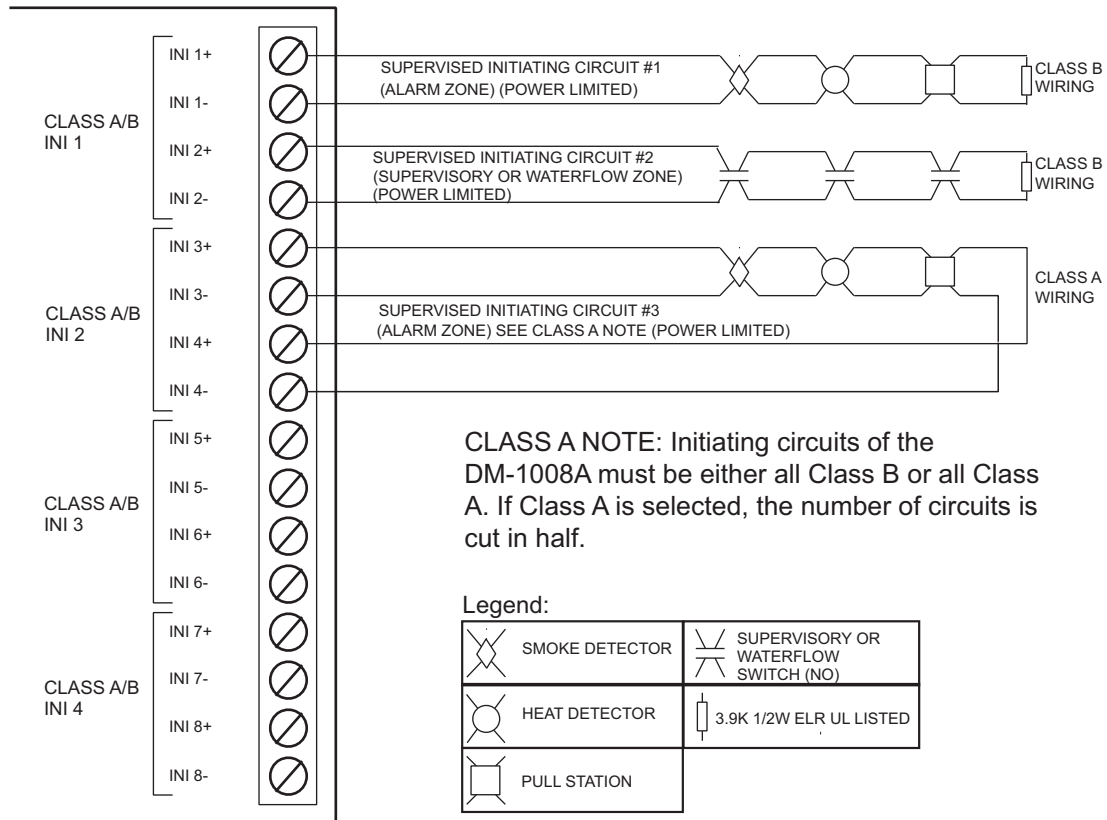 CLASS A/B
INI 1
INI 1+
INI 1-
INI 2+
INI 2-
SUPERVISED INITIATING CIRCUIT #1
(ALARM ZONE) (POWER LIMITED)
CLASS B
WIRING
SUPERVISED INITIATING CIRCUIT #2
(SUPERVISORY OR WATERFLOW ZONE)
(POWER LIMITED)
CLASS B
WIRING
CLASS A/B
INI 2
INI 3+
INI 3-
INI 4+
INI 4-
SUPERVISED INITIATING CIRCUIT #3
(ALARM ZONE) SEE CLASS A NOTE (POWER LIMITED)
CLASS A
WIRING
CLASS A/B
INI 3
INI 5+
INI 5-
INI 6+
INI 6-
CLASS A/B
INI 4
INI 7+
INI 7-
INI 8+
INI 8-
CLASS A NOTE: Initiating circuits of the
DM-1008A must be either all Class B or all Class
A. If Class A is selected, the number of circuits is
cut in half.
Legend:
SMOKE DETECTOR
SUPERVISORY OR
WATERFLOW
SWITCH (NO)
HEAT DETECTOR
3.9K 1/2W ELR UL LISTED
PULL STATION